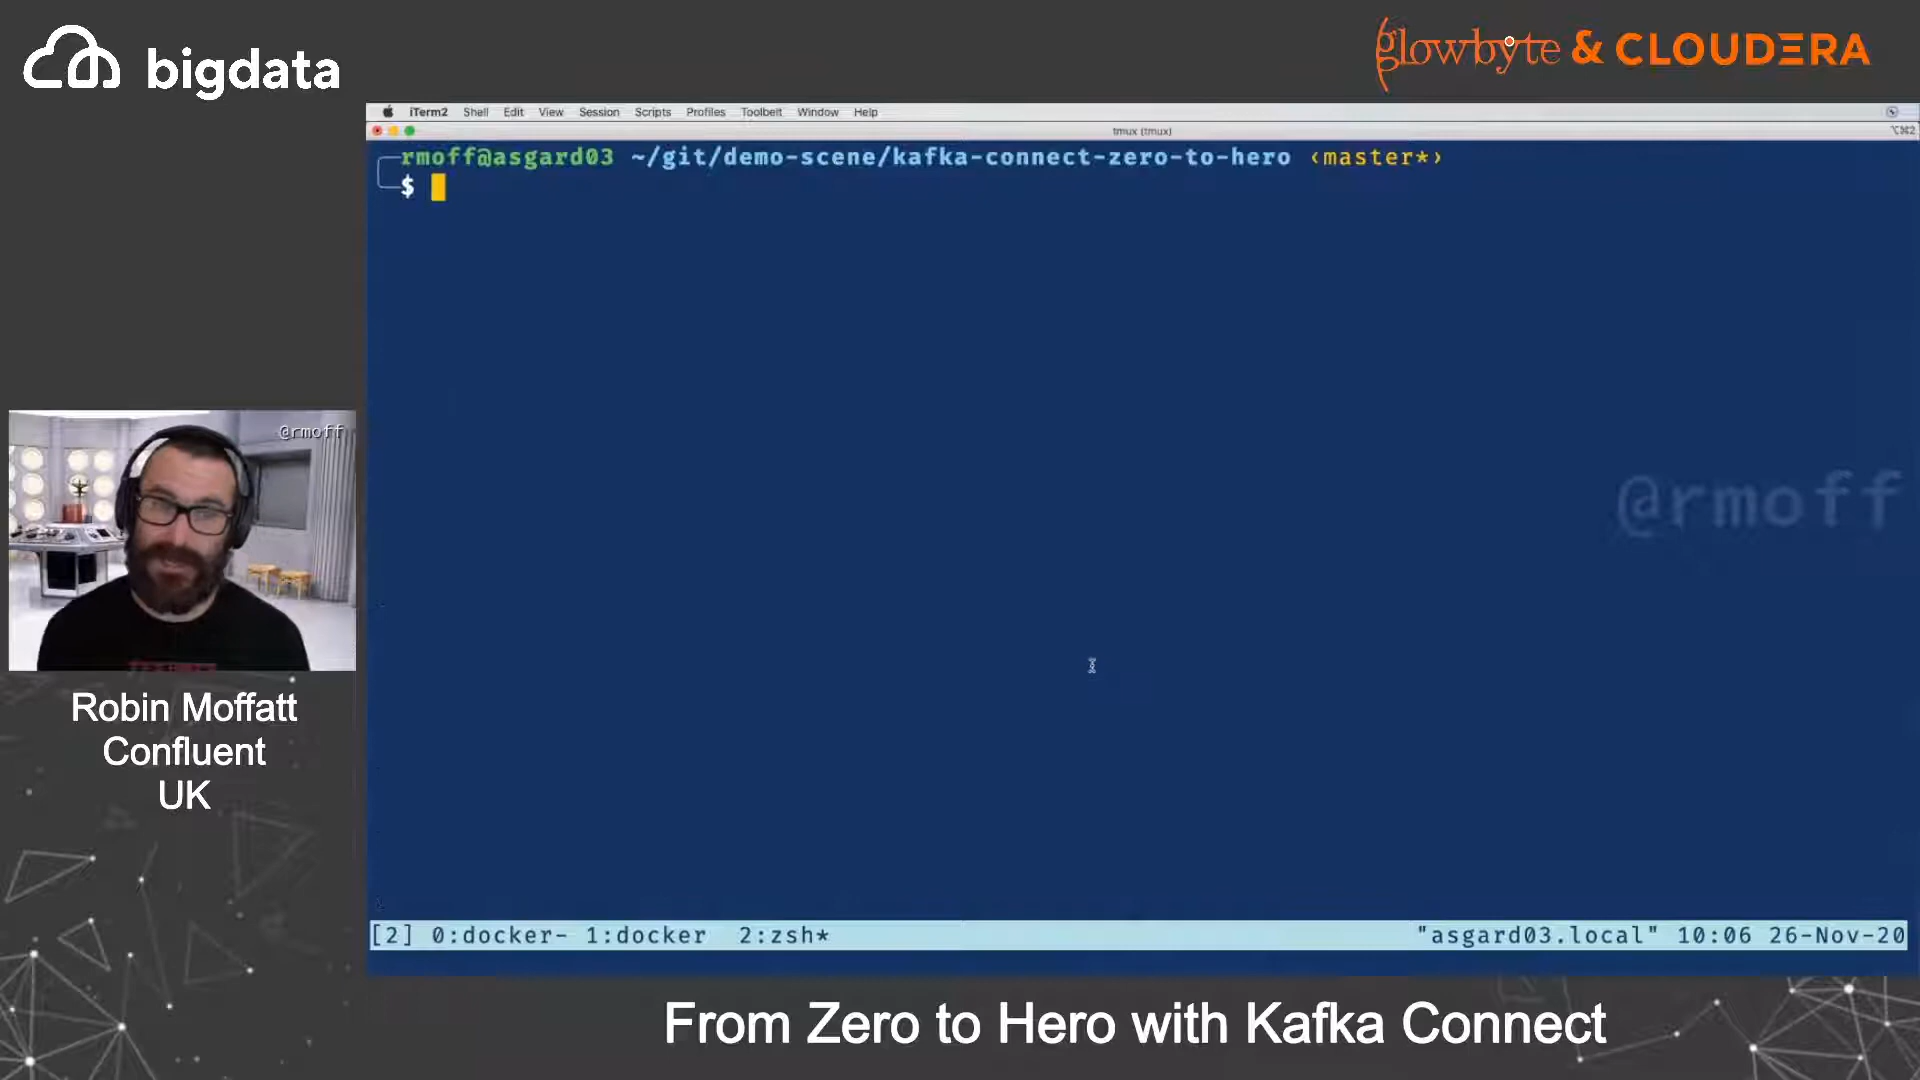 bigdata
glowbyte & CLOUDERA
iTerm2 Shell Edit View Session Scripts Profiles Toolbelt Window Help
tmux (tmux)
⌥⌘2
rmoff@asgard03 ~/git/demo-scene/kafka-connect-zero-to-hero ‹master*›
$
@rmoff
@rmoff
Robin Moffatt
Confluent
UK
[2] 0:docker- 1:docker 2:zsh* "asgard03.local" 10:06 26-Nov-20
From Zero to Hero with Kafka Connect